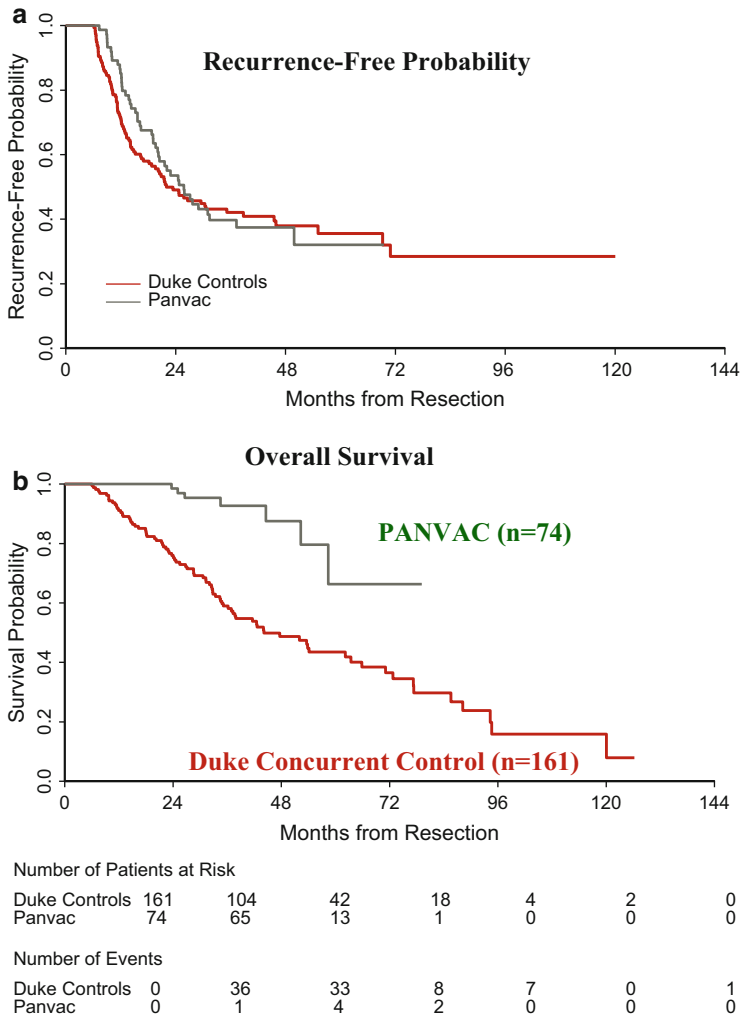 a
Recurrence-Free Probability
Recurrence-Free Probability
1.0
0.8
0.6
0.4
0.2
0.0
Duke Controls
Panvac
0 24 48 72 96 120 144
Months from Resection
Overall Survival
b
PANVAC (n=74)
Survival Probability
1.0
0.8
0.6
0.4
0.2
0.0
Duke Concurrent Control (n=161)
0 24 48 72 96 120 144
Months from Resection
Number of Patients at Risk
Duke Controls 161 104 42 18 4 2 0
Panvac 74 65 13 1 0 0 0
Number of Events
Duke Controls 0 36 33 8 7 0 1
Panvac 0 1 4 2 0 0 0